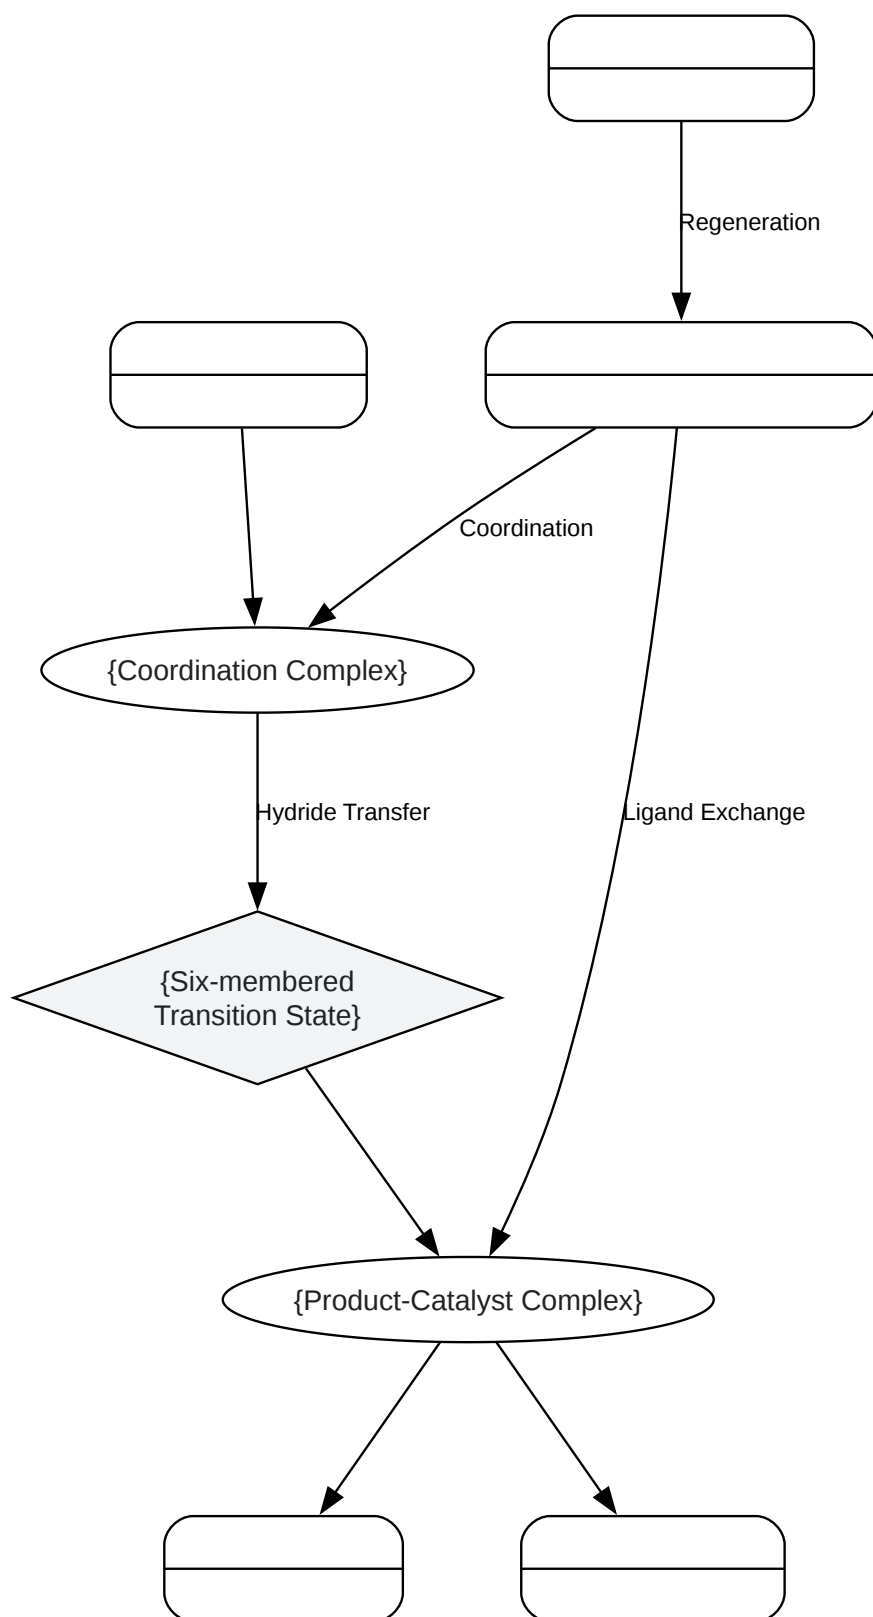 Regeneration
Coordination
{Coordination Complex}
Hydride Transfer
Ligand Exchange
{Six-membered
Transition State}
{Product-Catalyst Complex}